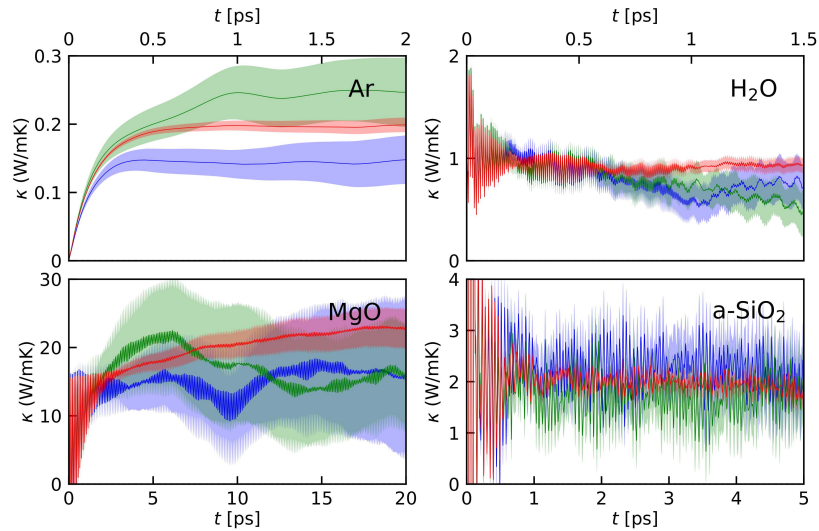 t [ps]
t [ps]
0 0.5 1 1.5 2
0 0.5 1 1.5
0.3
0.2
0.1
0
κ (W/mK)
Ar
2
1
0
κ (W/mK)
H₂O
30
20
10
0
κ (W/mK)
MgO
4
3
2
1
0
κ (W/mK)
a-SiO₂
0 5 10 15 20
0 1 2 3 4 5
t [ps]
t [ps]